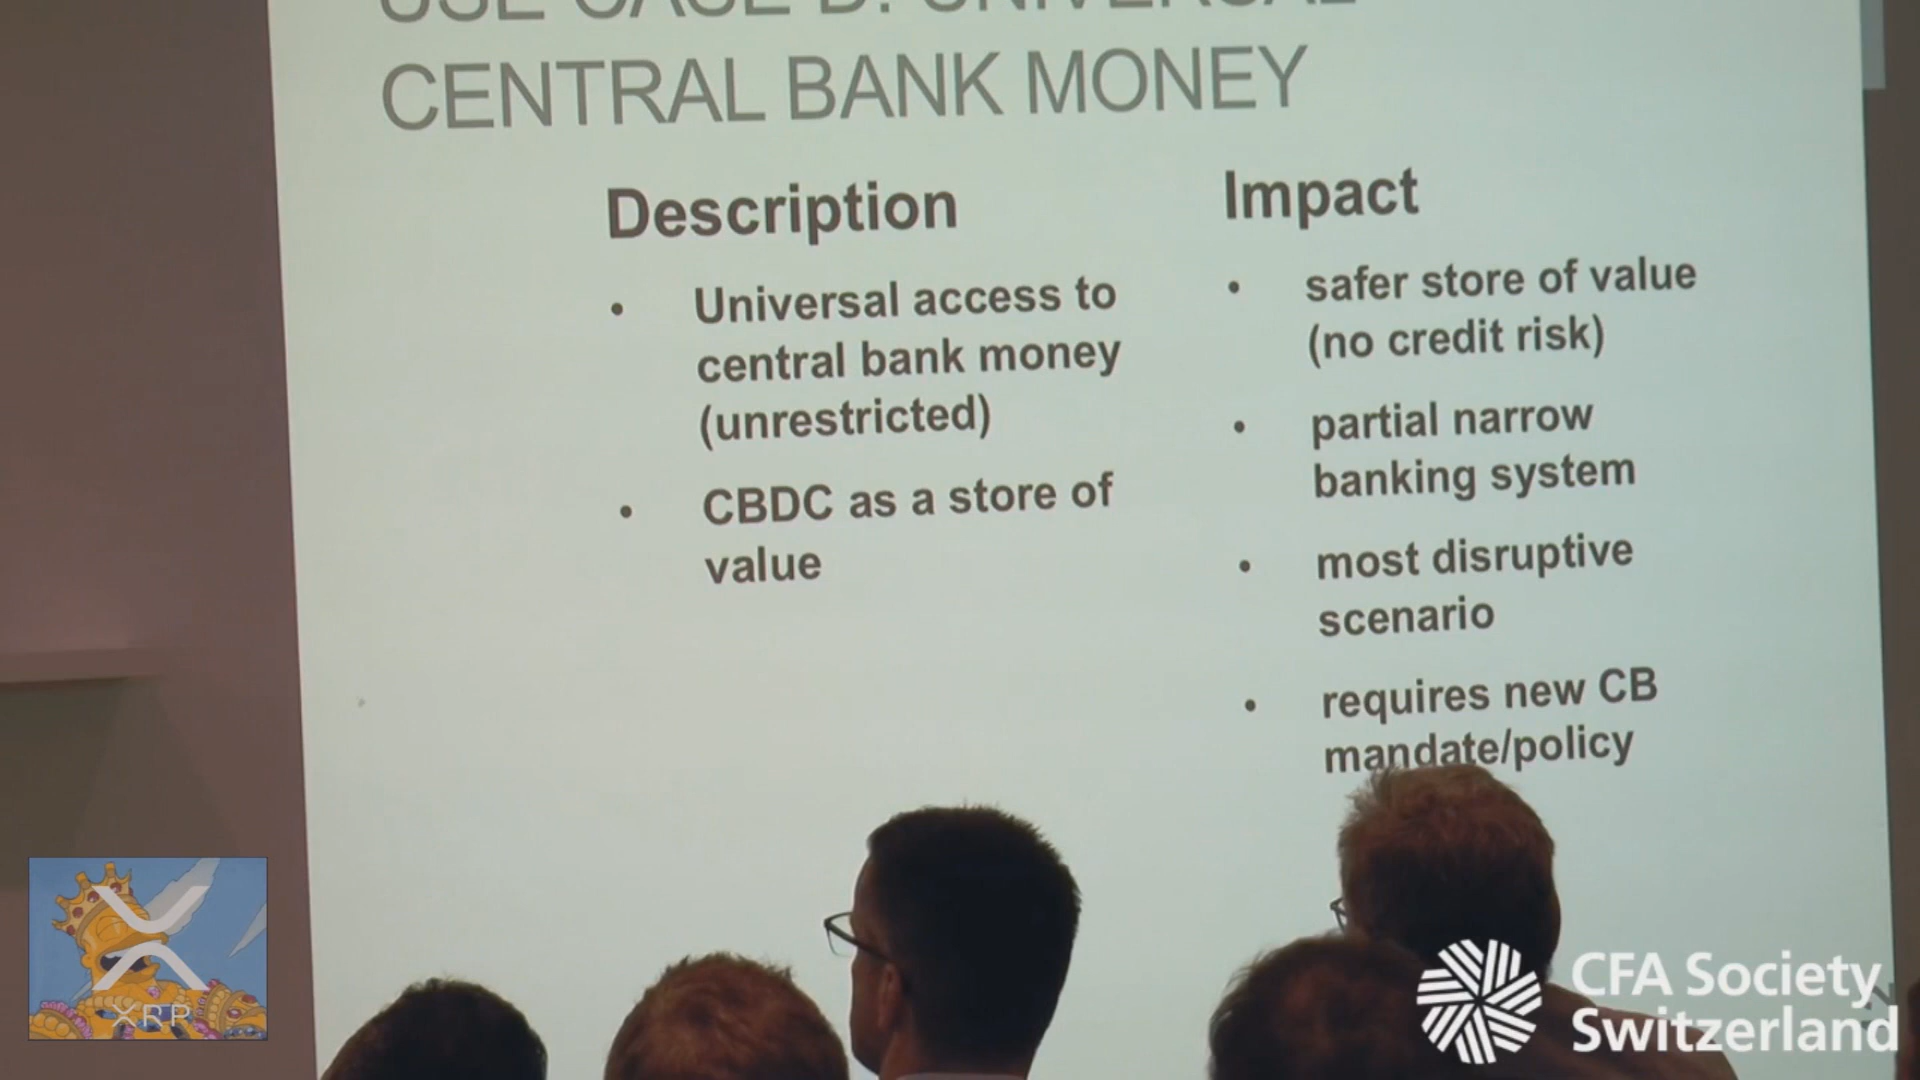 USE CASE D: UNIVERSAL
CENTRAL BANK MONEY
Description
• Universal access to
central bank money
(unrestricted)
• CBDC as a store of
value
Impact
• safer store of value
(no credit risk)
• partial narrow
banking system
• most disruptive
scenario
• requires new CB
mandate/policy
XRP
CFA Society
Switzerland